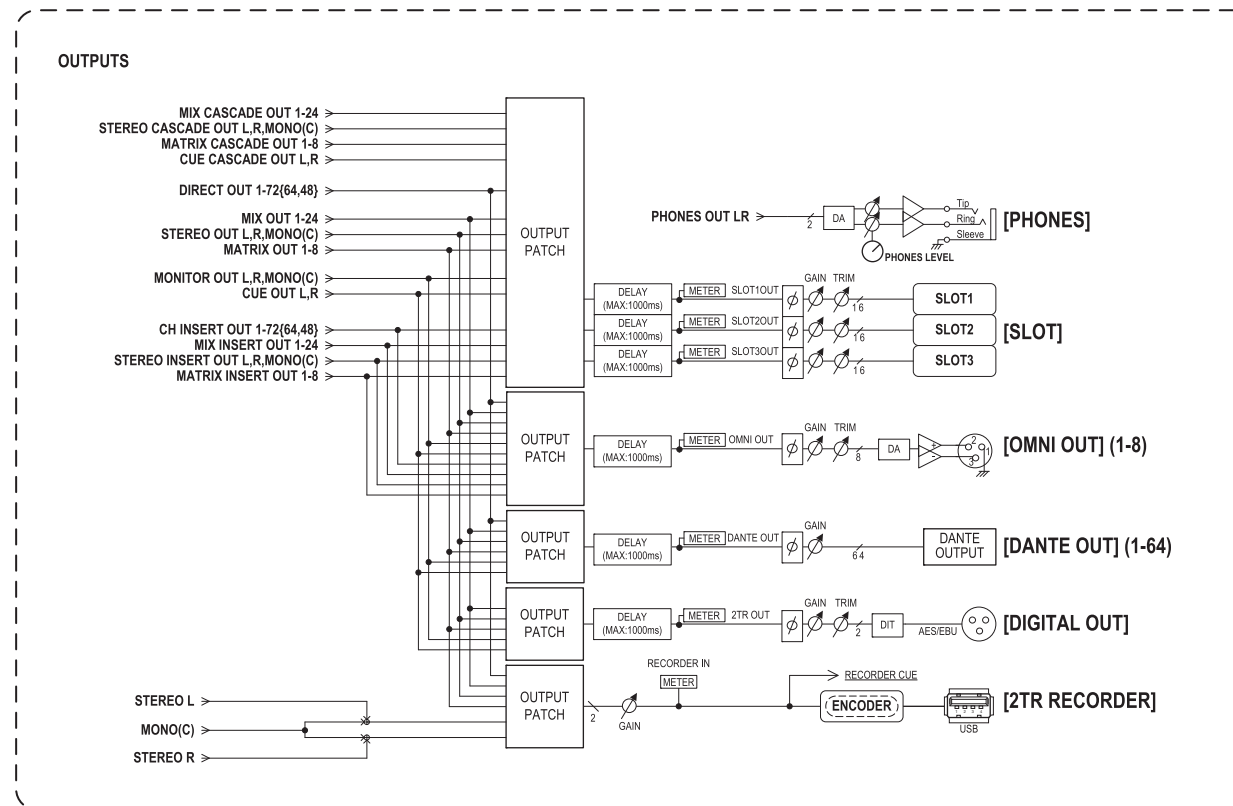 OUTPUTS
MIX CASCADE OUT 1-24
STEREO CASCADE OUT L,R,MONO(C)
MATRIX CASCADE OUT 1-8
CUE CASCADE OUT L,R
DIRECT OUT 1-72{64,48}
MIX OUT 1-24
STEREO OUT L,R,MONO(C)
MATRIX OUT 1-8
MONITOR OUT L,R,MONO(C)
CUE OUT L,R
CH INSERT OUT 1-72{64,48}
MIX INSERT OUT 1-24
STEREO INSERT OUT L,R,MONO(C)
MATRIX INSERT OUT 1-8
OUTPUT
PATCH
PHONES OUT LR
2
DA
PHONES LEVEL
Tip
Ring
Sleeve
[PHONES]
GAIN TRIM
DELAY
(MAX:1000ms)
METER SLOT1OUT
ϕ
16
SLOT1
DELAY
(MAX:1000ms)
METER SLOT2OUT
ϕ
16
SLOT2
[SLOT]
DELAY
(MAX:1000ms)
METER SLOT3OUT
ϕ
16
SLOT3
OUTPUT
PATCH
DELAY
(MAX:1000ms)
METER OMNI OUT
ϕ
GAIN TRIM
8
DA
+
-
2
1
3
[OMNI OUT] (1-8)
OUTPUT
PATCH
DELAY
(MAX:1000ms)
METER DANTE OUT
ϕ
GAIN
64
DANTE
OUTPUT
[DANTE OUT] (1-64)
OUTPUT
PATCH
DELAY
(MAX:1000ms)
METER 2TR OUT
ϕ
GAIN TRIM
2
DIT
AES/EBU
[DIGITAL OUT]
STEREO L
MONO(C)
STEREO R
OUTPUT
PATCH
2
GAIN
RECORDER IN
METER
RECORDER CUE
ENCODER
USB
[2TR RECORDER]